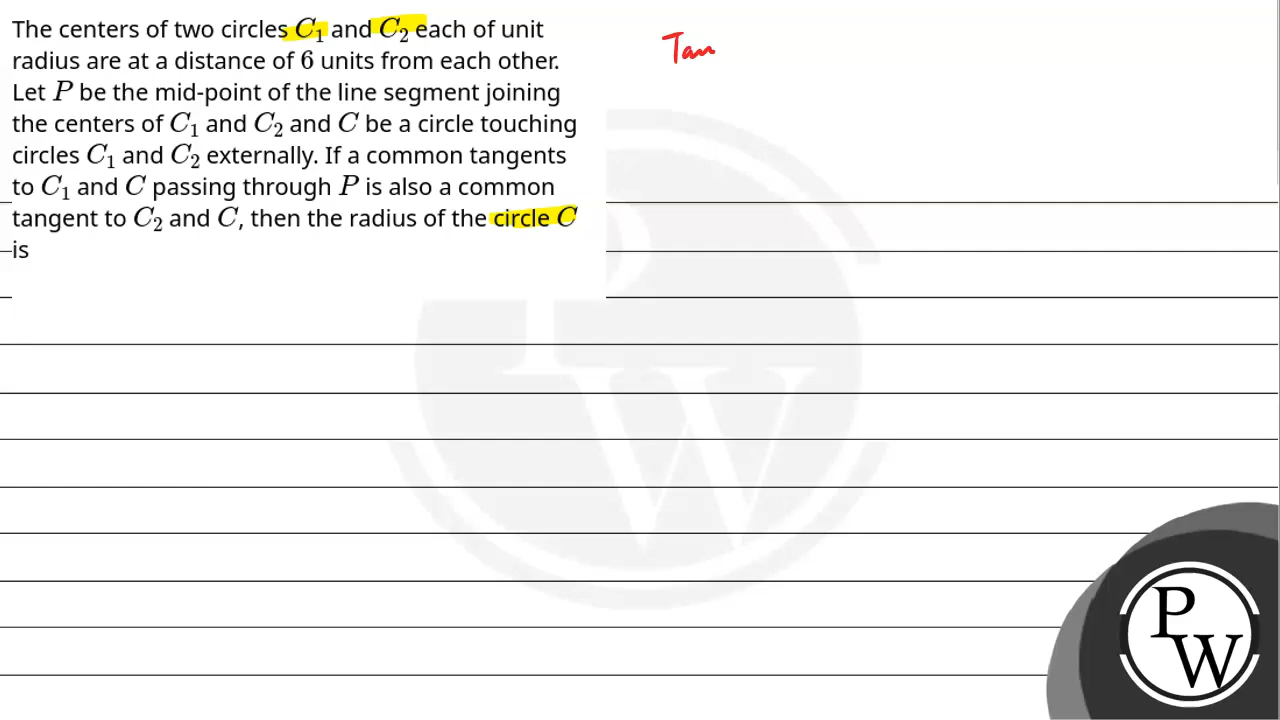 The centers of two circles C₁ and C₂ each of unit
radius are at a distance of 6 units from each other.
Let P be the mid-point of the line segment joining
the centers of C₁ and C₂ and C be a circle touching
circles C₁ and C₂ externally. If a common tangents
to C₁ and C passing through P is also a common
tangent to C₂ and C, then the radius of the circle C
is
Tan
PW
PW